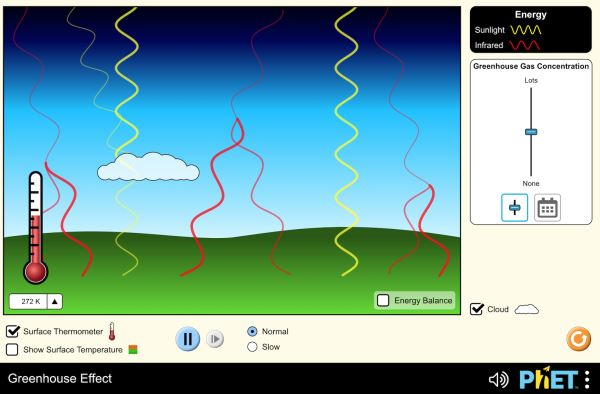 Energy
Sunlight
Infrared
Greenhouse Gas Concentration
Lots
None
272 K
Energy Balance
Cloud
Surface Thermometer
Show Surface Temperature
Normal
Slow
Greenhouse Effect
PhET